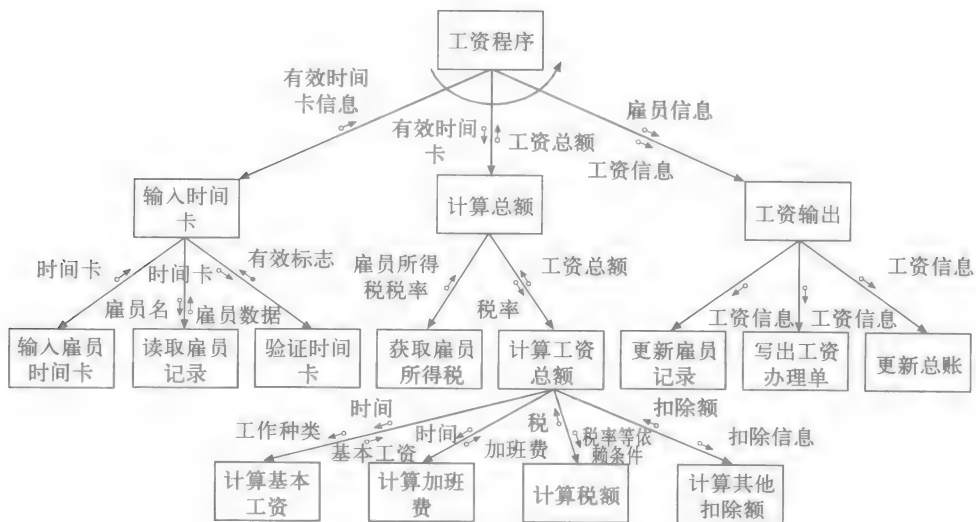 工资程序
有效时间
卡信息
有效时间
卡
工资总额
雇员信息
工资信息
输入时间
卡
计算总额
工资输出
时间卡
时间卡
有效标志
雇员名
雇员数据
雇员所得
税税率
税率
工资总额
工资信息
工资信息
工资信息
输入雇员
时间卡
读取雇员
记录
验证时间
卡
获取雇员
所得税
计算工资
总额
更新雇员
记录
写出工资
办理单
更新总账
时间
工作种类
基本工资
时间
加班费
税
税率等依
赖条件
扣除额
扣除信息
计算基本
工资
计算加班
费
计算税额
计算其他
扣除额